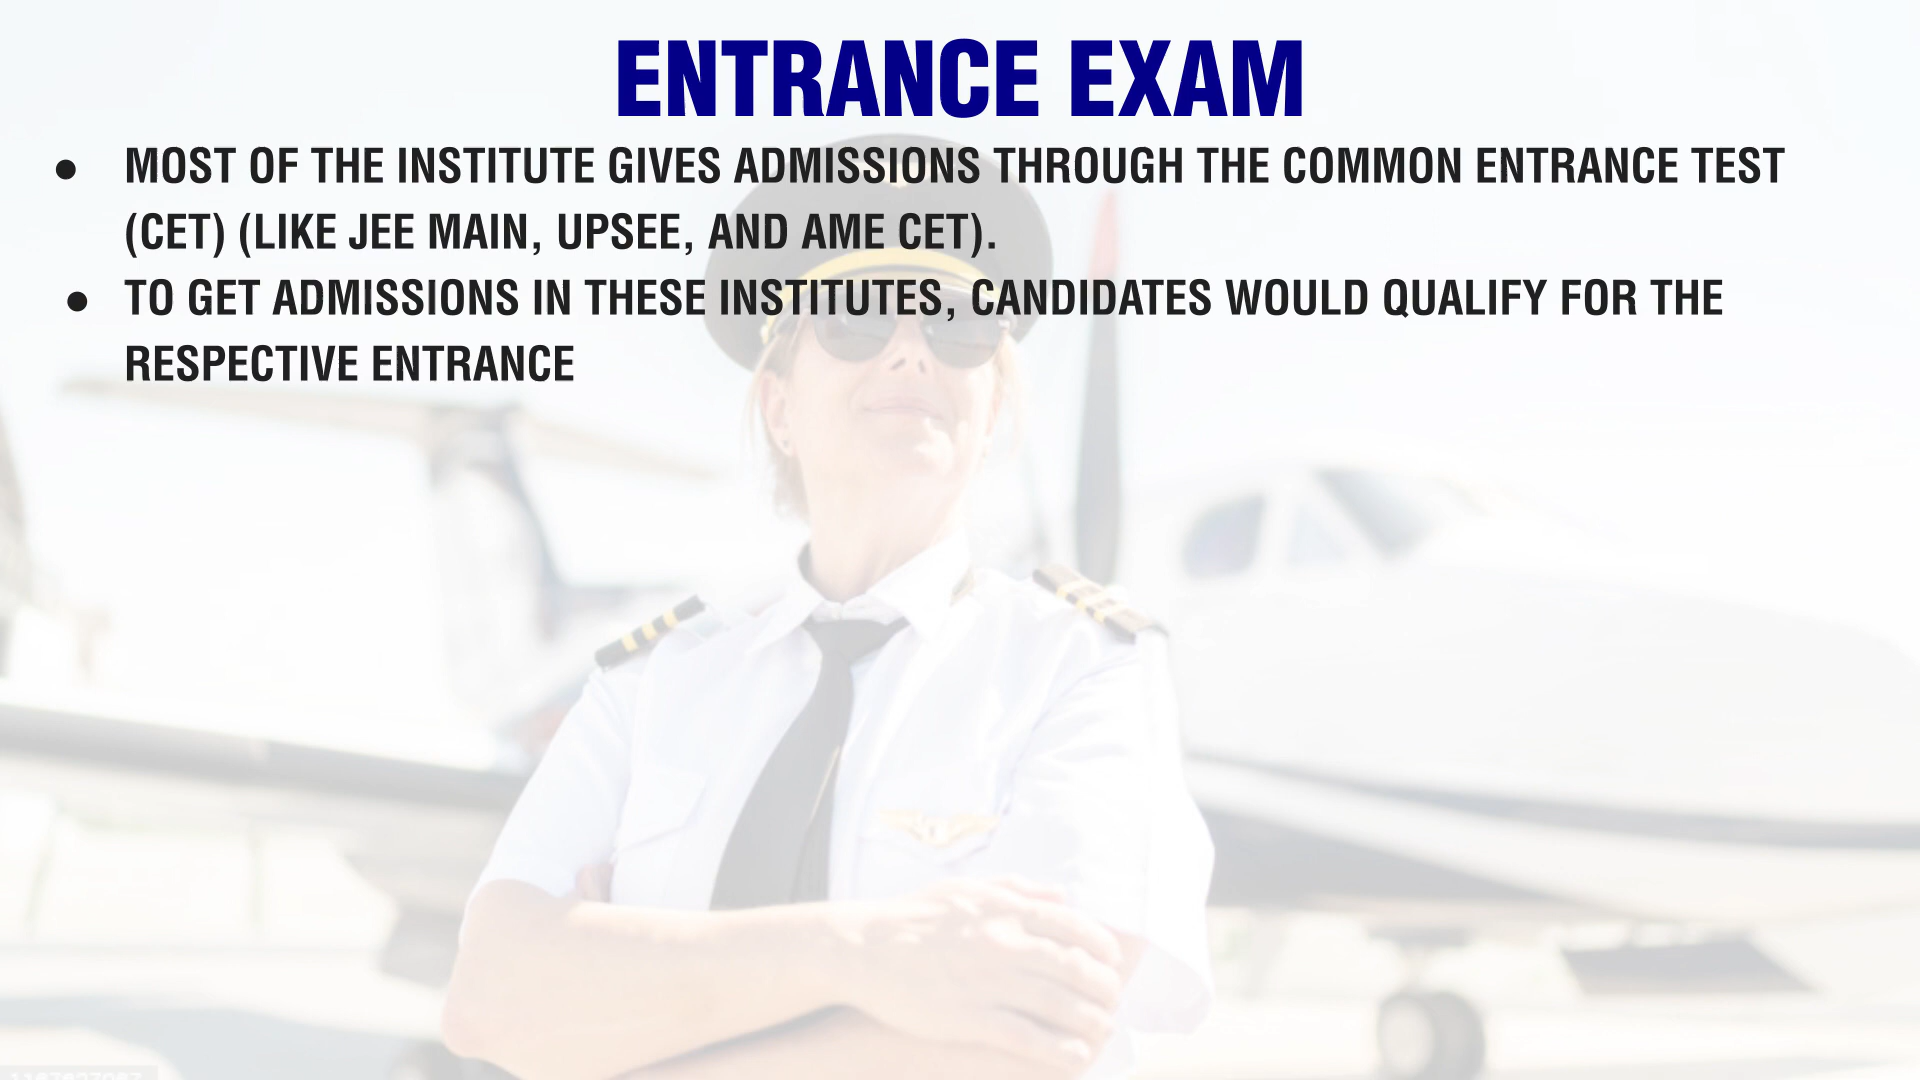 ENTRANCE EXAM
● MOST OF THE INSTITUTE GIVES ADMISSIONS THROUGH THE COMMON ENTRANCE TEST
(CET) (LIKE JEE MAIN, UPSEE, AND AME CET).
● TO GET ADMISSIONS IN THESE INSTITUTES, CANDIDATES WOULD QUALIFY FOR THE
RESPECTIVE ENTRANCE